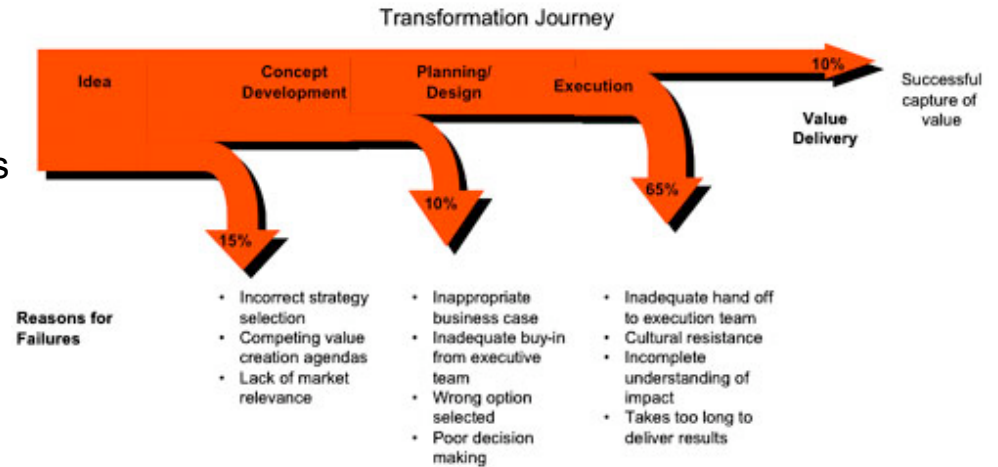 Transformation Journey
Idea
Concept
Development
Planning/
Design
Execution
10%
Successful
capture of
value
Value
Delivery
s
15%
10%
65%
Reasons for
Failures
• Incorrect strategy
selection
• Competing value
creation agendas
• Lack of market
relevance
• Inappropriate
business case
• Inadequate buy-in
from executive
team
• Wrong option
selected
• Poor decision
making
• Inadequate hand off
to execution team
• Cultural resistance
• Incomplete
understanding of
impact
• Takes too long to
deliver results